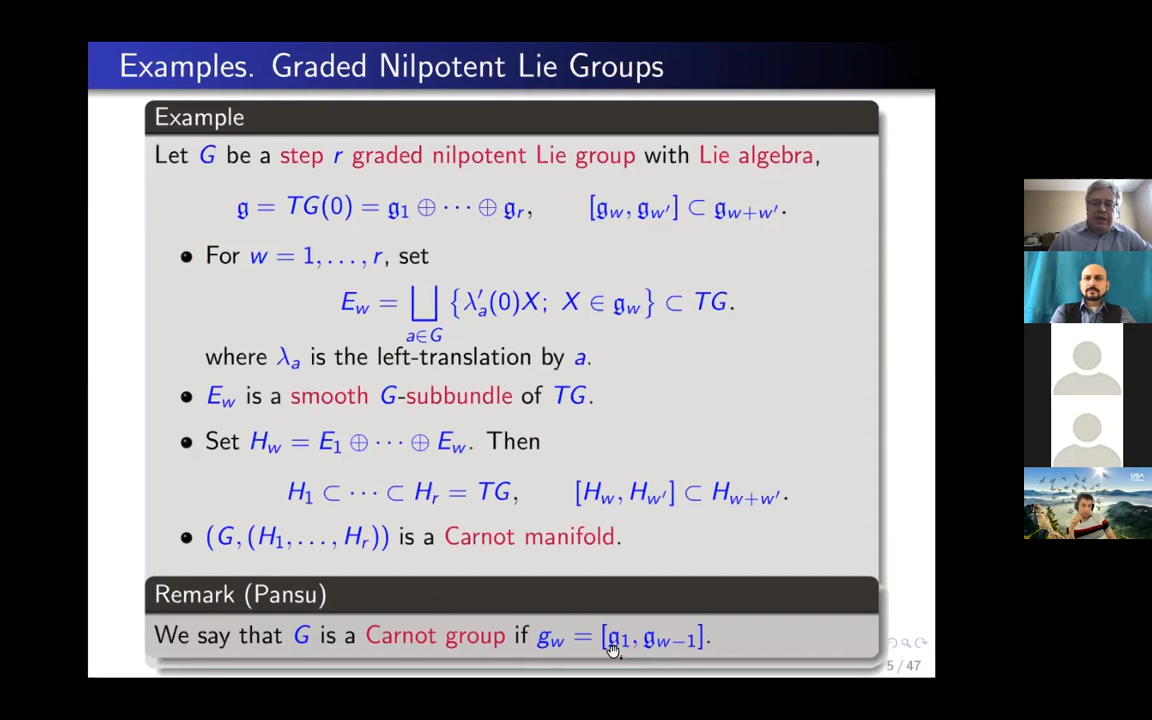 Examples. Graded Nilpotent Lie Groups
Example
Let G be a step r graded nilpotent Lie group with Lie algebra,
𝔤 = TG(0) = 𝔤₁ ⊕ ⋯ ⊕ 𝔤ᵣ, [𝔤_w, 𝔤_w′] ⊂ 𝔤_{w+w′}.
• For w = 1, …, r, set
E_w = ⨆_{a∈G} {λ′ₐ(0)X; X ∈ 𝔤_w} ⊂ TG.
where λₐ is the left-translation by a.
• E_w is a smooth G-subbundle of TG.
• Set H_w = E₁ ⊕ ⋯ ⊕ E_w. Then
H₁ ⊂ ⋯ ⊂ Hᵣ = TG, [H_w, H_w′] ⊂ H_{w+w′}.
• (G, (H₁, …, Hᵣ)) is a Carnot manifold.
Remark (Pansu)
We say that G is a Carnot group if g_w = [𝔤₁, 𝔤_{w−1}].
5 / 47
UGA